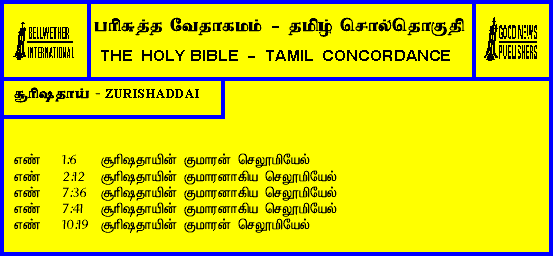 BELLWETHER
INTERNATIONAL
பரிசுத்த வேதாகமம் - தமிழ் சொல்தொகுதி
THE HOLY BIBLE - TAMIL CONCORDANCE
GOOD NEWS
PUBLISHERS
சூரிஷதாய் - ZURISHADDAI
எண் 1:6 சூரிஷதாயின் குமாரன் செலூமியேல்
எண் 2:12 சூரிஷதாயின் குமாரனாகிய செலூமியேல்
எண் 7:36 சூரிஷதாயின் குமாரனாகிய செலூமியேல்
எண் 7:41 சூரிஷதாயின் குமாரனாகிய செலூமியேல்
எண் 10:19 சூரிஷதாயின் குமாரன் செலூமியேல்